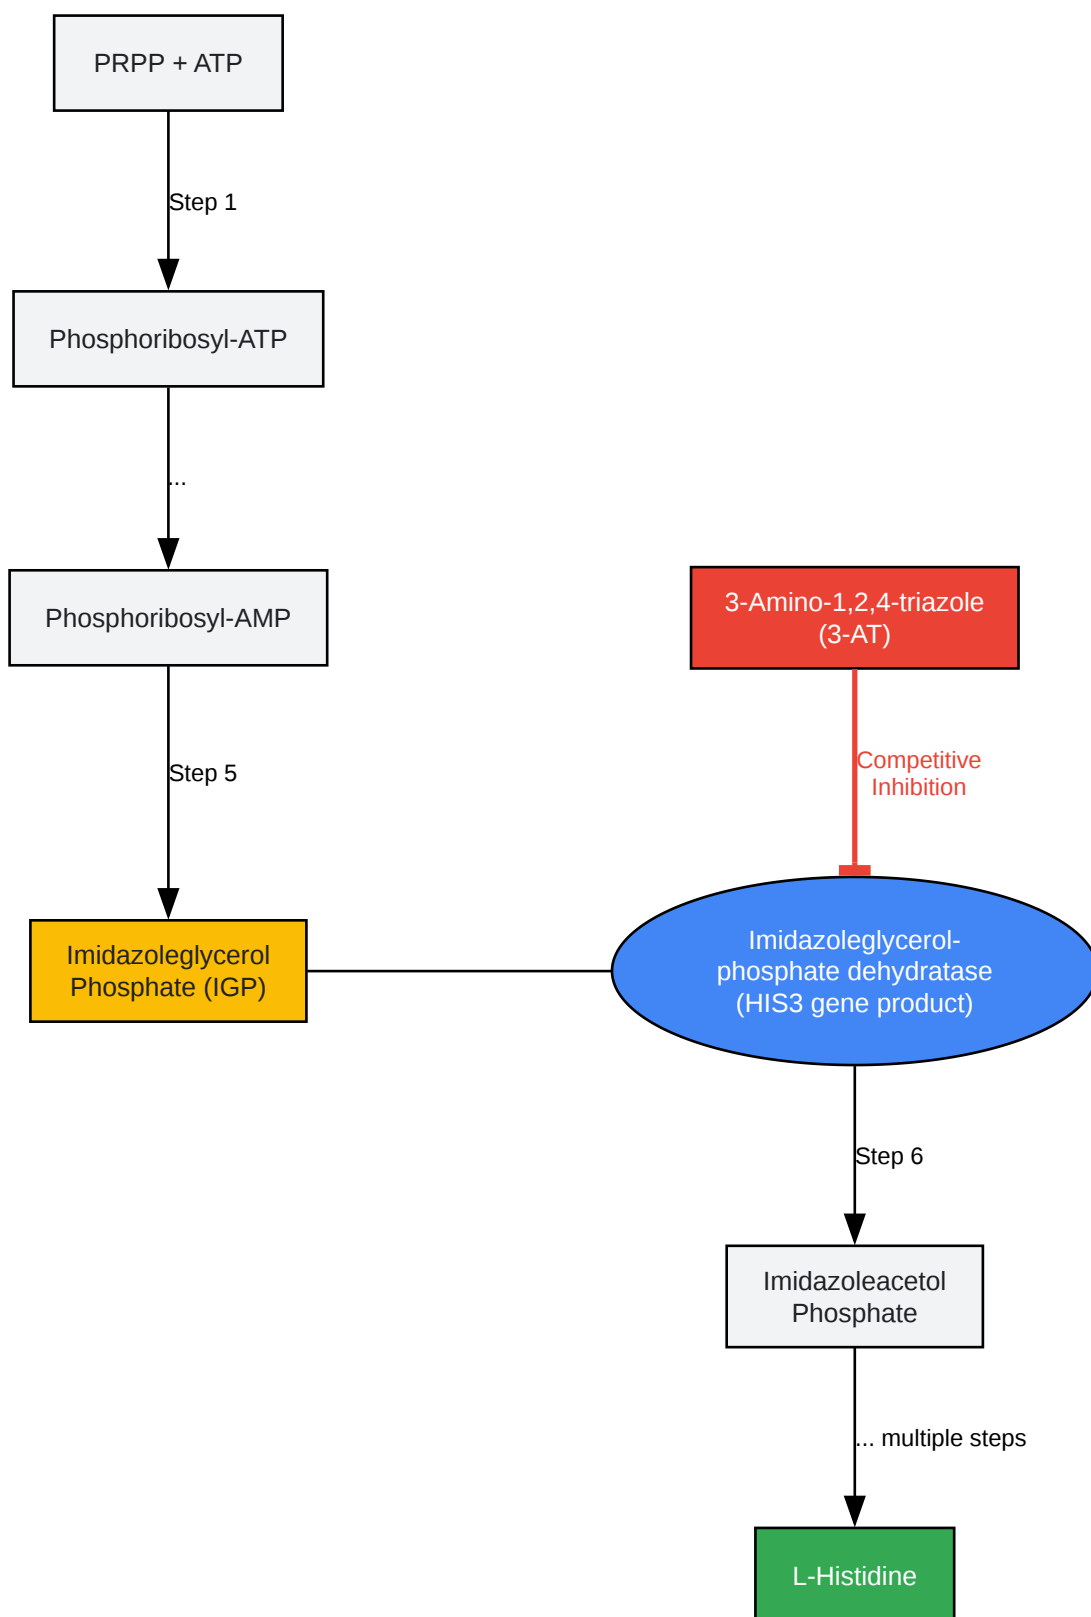 PRPP + ATP
Step 1
Phosphoribosyl-ATP
...
Phosphoribosyl-AMP
3-Amino-1,2,4-triazole
(3-AT)
Step 5
Competitive
Inhibition
Imidazoleglycerol
Phosphate (IGP)
Imidazoleglycerol-
phosphate dehydratase
(HIS3 gene product)
Step 6
Imidazoleacetol
Phosphate
... multiple steps
L-Histidine